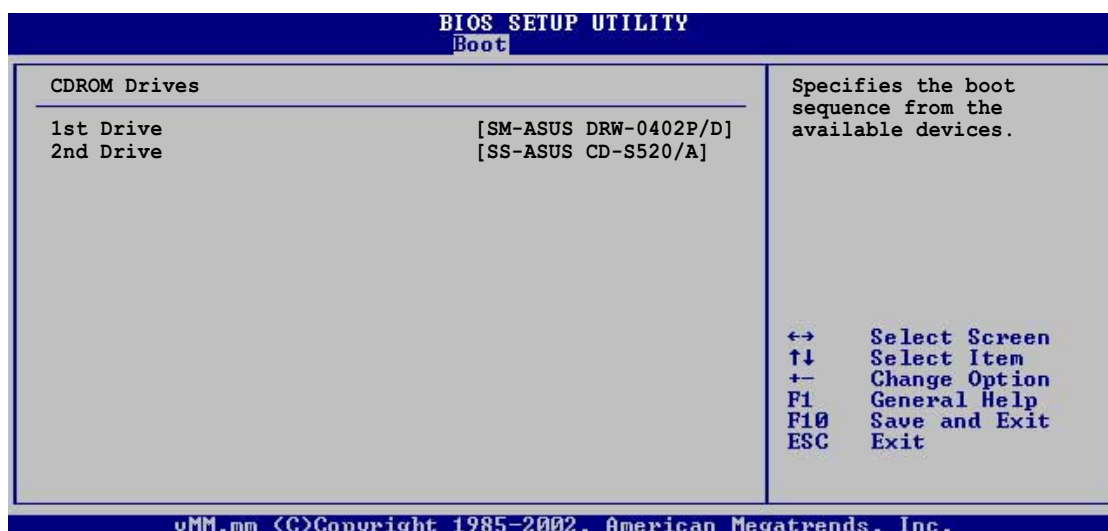 BIOS SETUP UTILITY
Boot
CDROM Drives
1st Drive [SM-ASUS DRW-0402P/D]
2nd Drive [SS-ASUS CD-S520/A]
Specifies the boot
sequence from the
available devices.
←→ Select Screen
↑↓ Select Item
+- Change Option
F1 General Help
F10 Save and Exit
ESC Exit
vMM.mm (C)Copyright 1985-2002, American Megatrends, Inc.